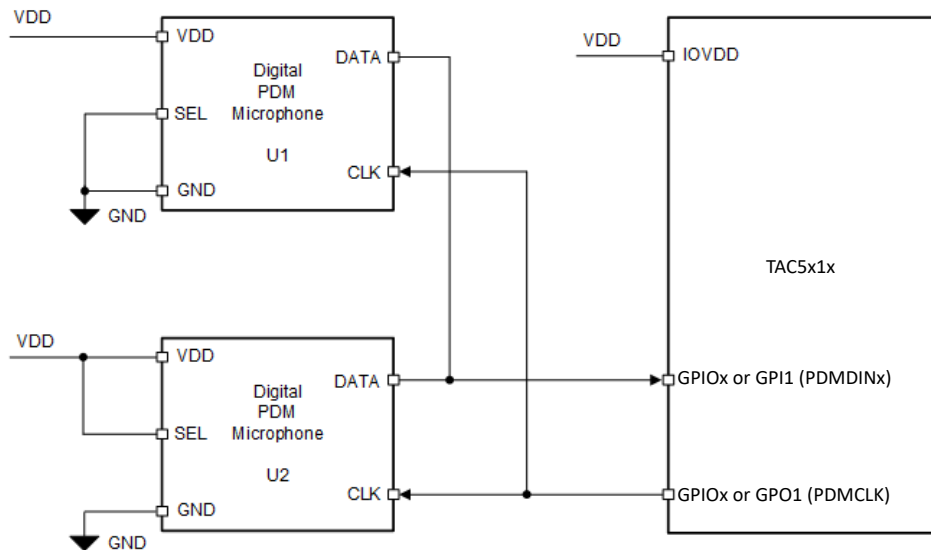 VDD
VDD
DATA
Digital
PDM
Microphone
SEL
U1
CLK
GND
GND
VDD
IOVDD
TAC5x1x
VDD
VDD
DATA
Digital
PDM
Microphone
SEL
U2
CLK
GND
GND
GPIOx or GPI1 (PDMDINx)
GPIOx or GPO1 (PDMCLK)